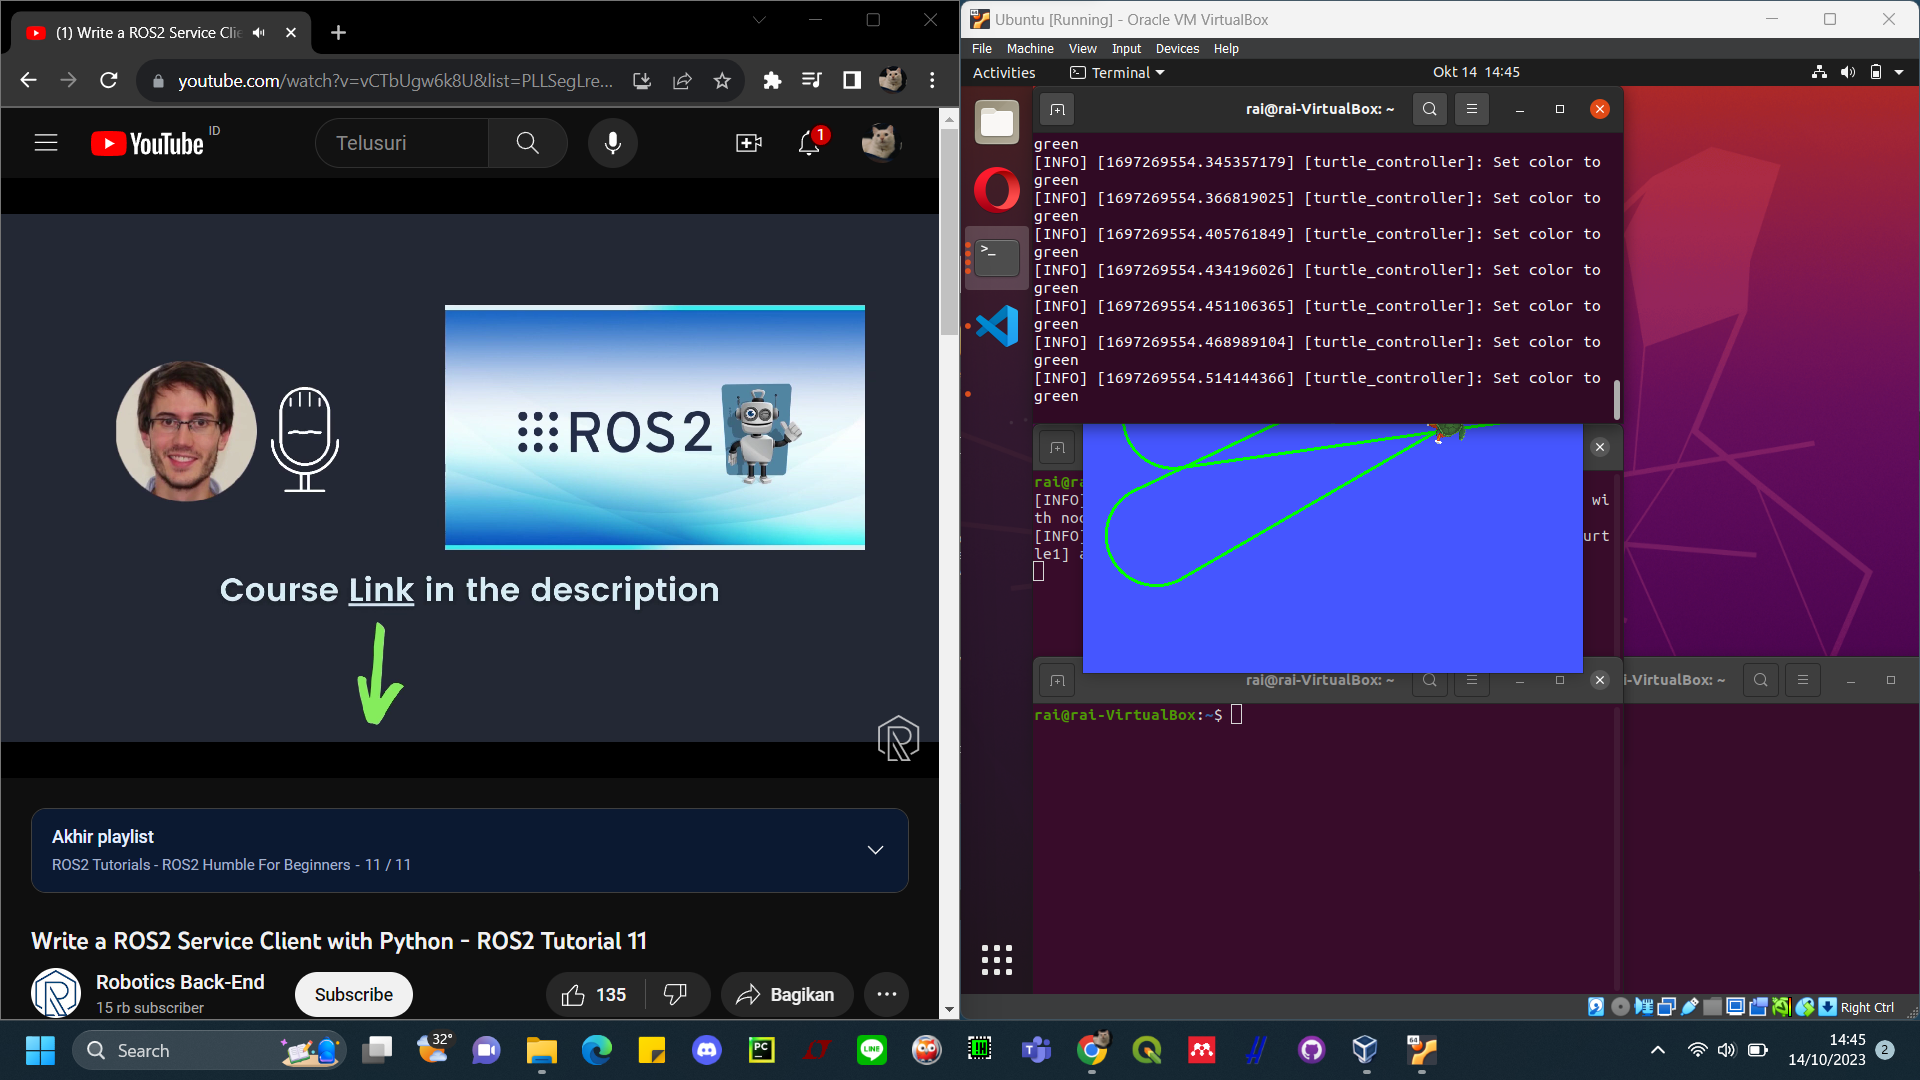 (1) Write a ROS2 Service Clie
youtube.com/watch?v=vCTbUgw6k8U&list=PLLSegLre...
YouTube ID
Telusuri
1
ROS2
Course Link in the description
Akhir playlist
ROS2 Tutorials - ROS2 Humble For Beginners - 11 / 11
Write a ROS2 Service Client with Python - ROS2 Tutorial 11
Robotics Back-End
15 rb subscriber
Subscribe
135
Bagikan
Ubuntu [Running] - Oracle VM VirtualBox
File Machine View Input Devices Help
Activities Terminal Okt 14 14:45
rai@rai-VirtualBox: ~
green
[INFO] [1697269554.345357179] [turtle_controller]: Set color to
green
[INFO] [1697269554.366819025] [turtle_controller]: Set color to
green
[INFO] [1697269554.405761849] [turtle_controller]: Set color to
green
[INFO] [1697269554.434196026] [turtle_controller]: Set color to
green
[INFO] [1697269554.451106365] [turtle_controller]: Set color to
green
[INFO] [1697269554.468989104] [turtle_controller]: Set color to
green
[INFO] [1697269554.514144366] [turtle_controller]: Set color to
green
rai@ra
[INFO] wi
th noo
[INFO] urt
le1] a
rai@rai-VirtualBox: ~
i-VirtualBox: ~
rai@rai-VirtualBox:~$
Right Ctrl
Search
32°
PC
LT
LINE
64
14:45
14/10/2023
2